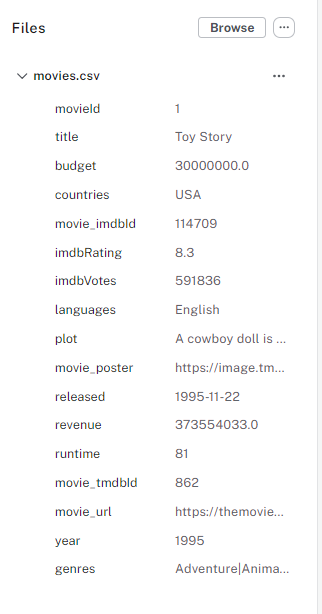 Files Browse ...
movies.csv ...
movieId 1
title Toy Story
budget 30000000.0
countries USA
movie_imdbId 114709
imdbRating 8.3
imdbVotes 591836
languages English
plot A cowboy doll is ...
movie_poster https://image.tm...
released 1995-11-22
revenue 373554033.0
runtime 81
movie_tmdbId 862
movie_url https://themovie...
year 1995
genres Adventure|Anima...